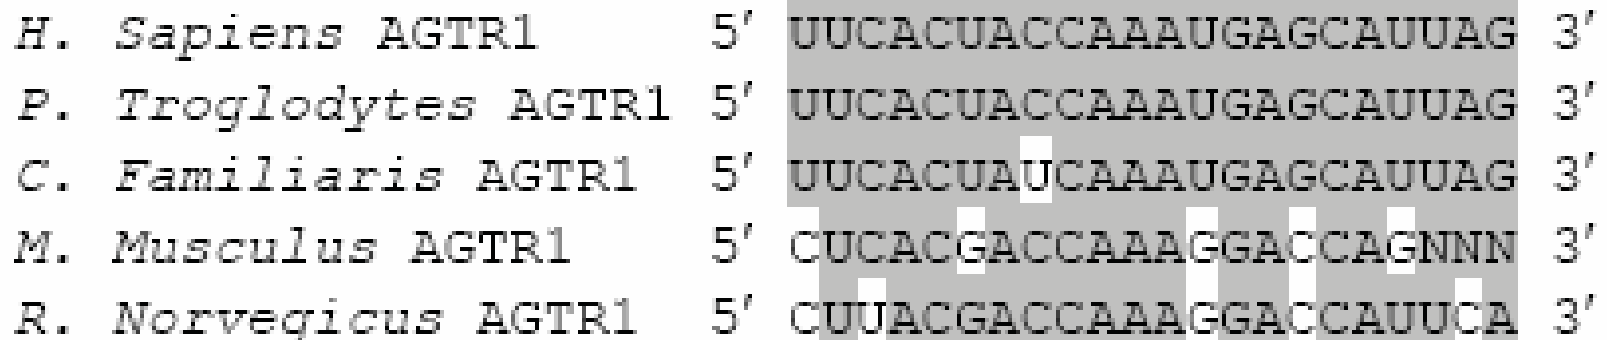 H. Sapiens AGTR1 5′ UUCACUACCAAAUGAGCAUUAG 3′
P. Troglodytes AGTR1 5′ UUCACUACCAAAUGAGCAUUAG 3′
C. Familiaris AGTR1 5′ UUCACUAUCAAAUGAGCAUUAG 3′
M. Musculus AGTR1 5′ CUCACGACCAAAGGACCAGNNN 3′
R. Norvegicus AGTR1 5′ CUUACGACCAAAGGACCAUUCA 3′